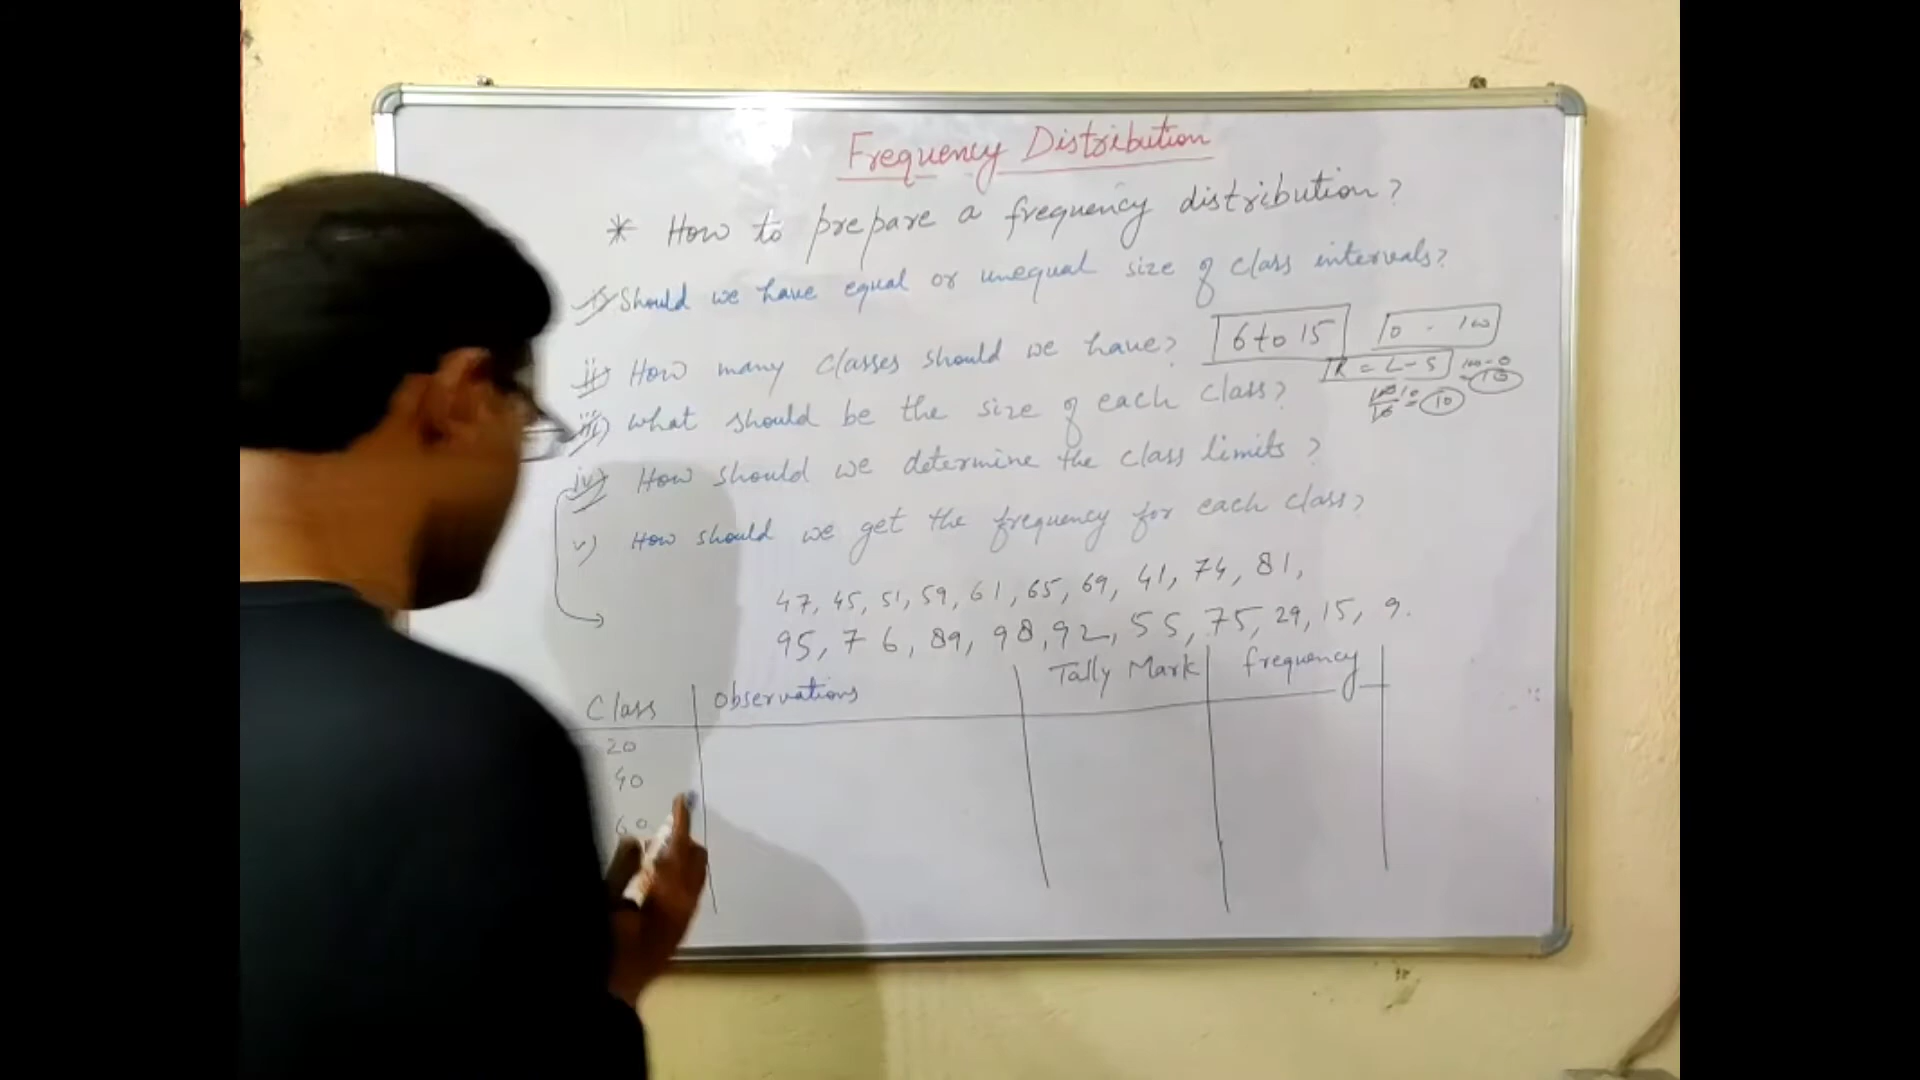 Frequency Distribution
* How to prepare a frequency distribution?
i) Should we have equal or unequal size of class intervals?
ii) How many classes should we have? 6 to 15 0 - 100
R = L - S 100-0
iii) What should be the size of each class? 10
iv) How should we determine the class limits?
v) How should we get the frequency for each class?
47, 45, 51, 59, 61, 65, 69, 41, 74, 81,
95, 76, 89, 98, 92, 55, 75, 29, 15, 9.
Class Observations Tally Mark frequency
20
40
60